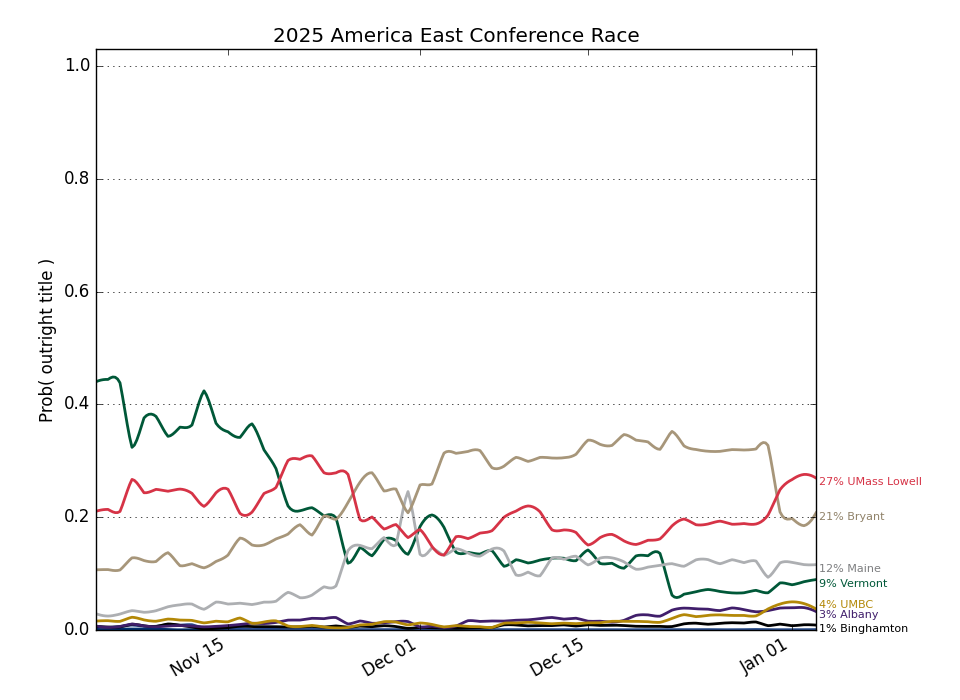 2025 America East Conference Race
Prob( outright title )
1.0
0.8
0.6
0.4
0.2
0.0
Nov 15
Dec 01
Dec 15
Jan 01
27% UMass Lowell
21% Bryant
12% Maine
9% Vermont
4% UMBC
3% Albany
1% Binghamton